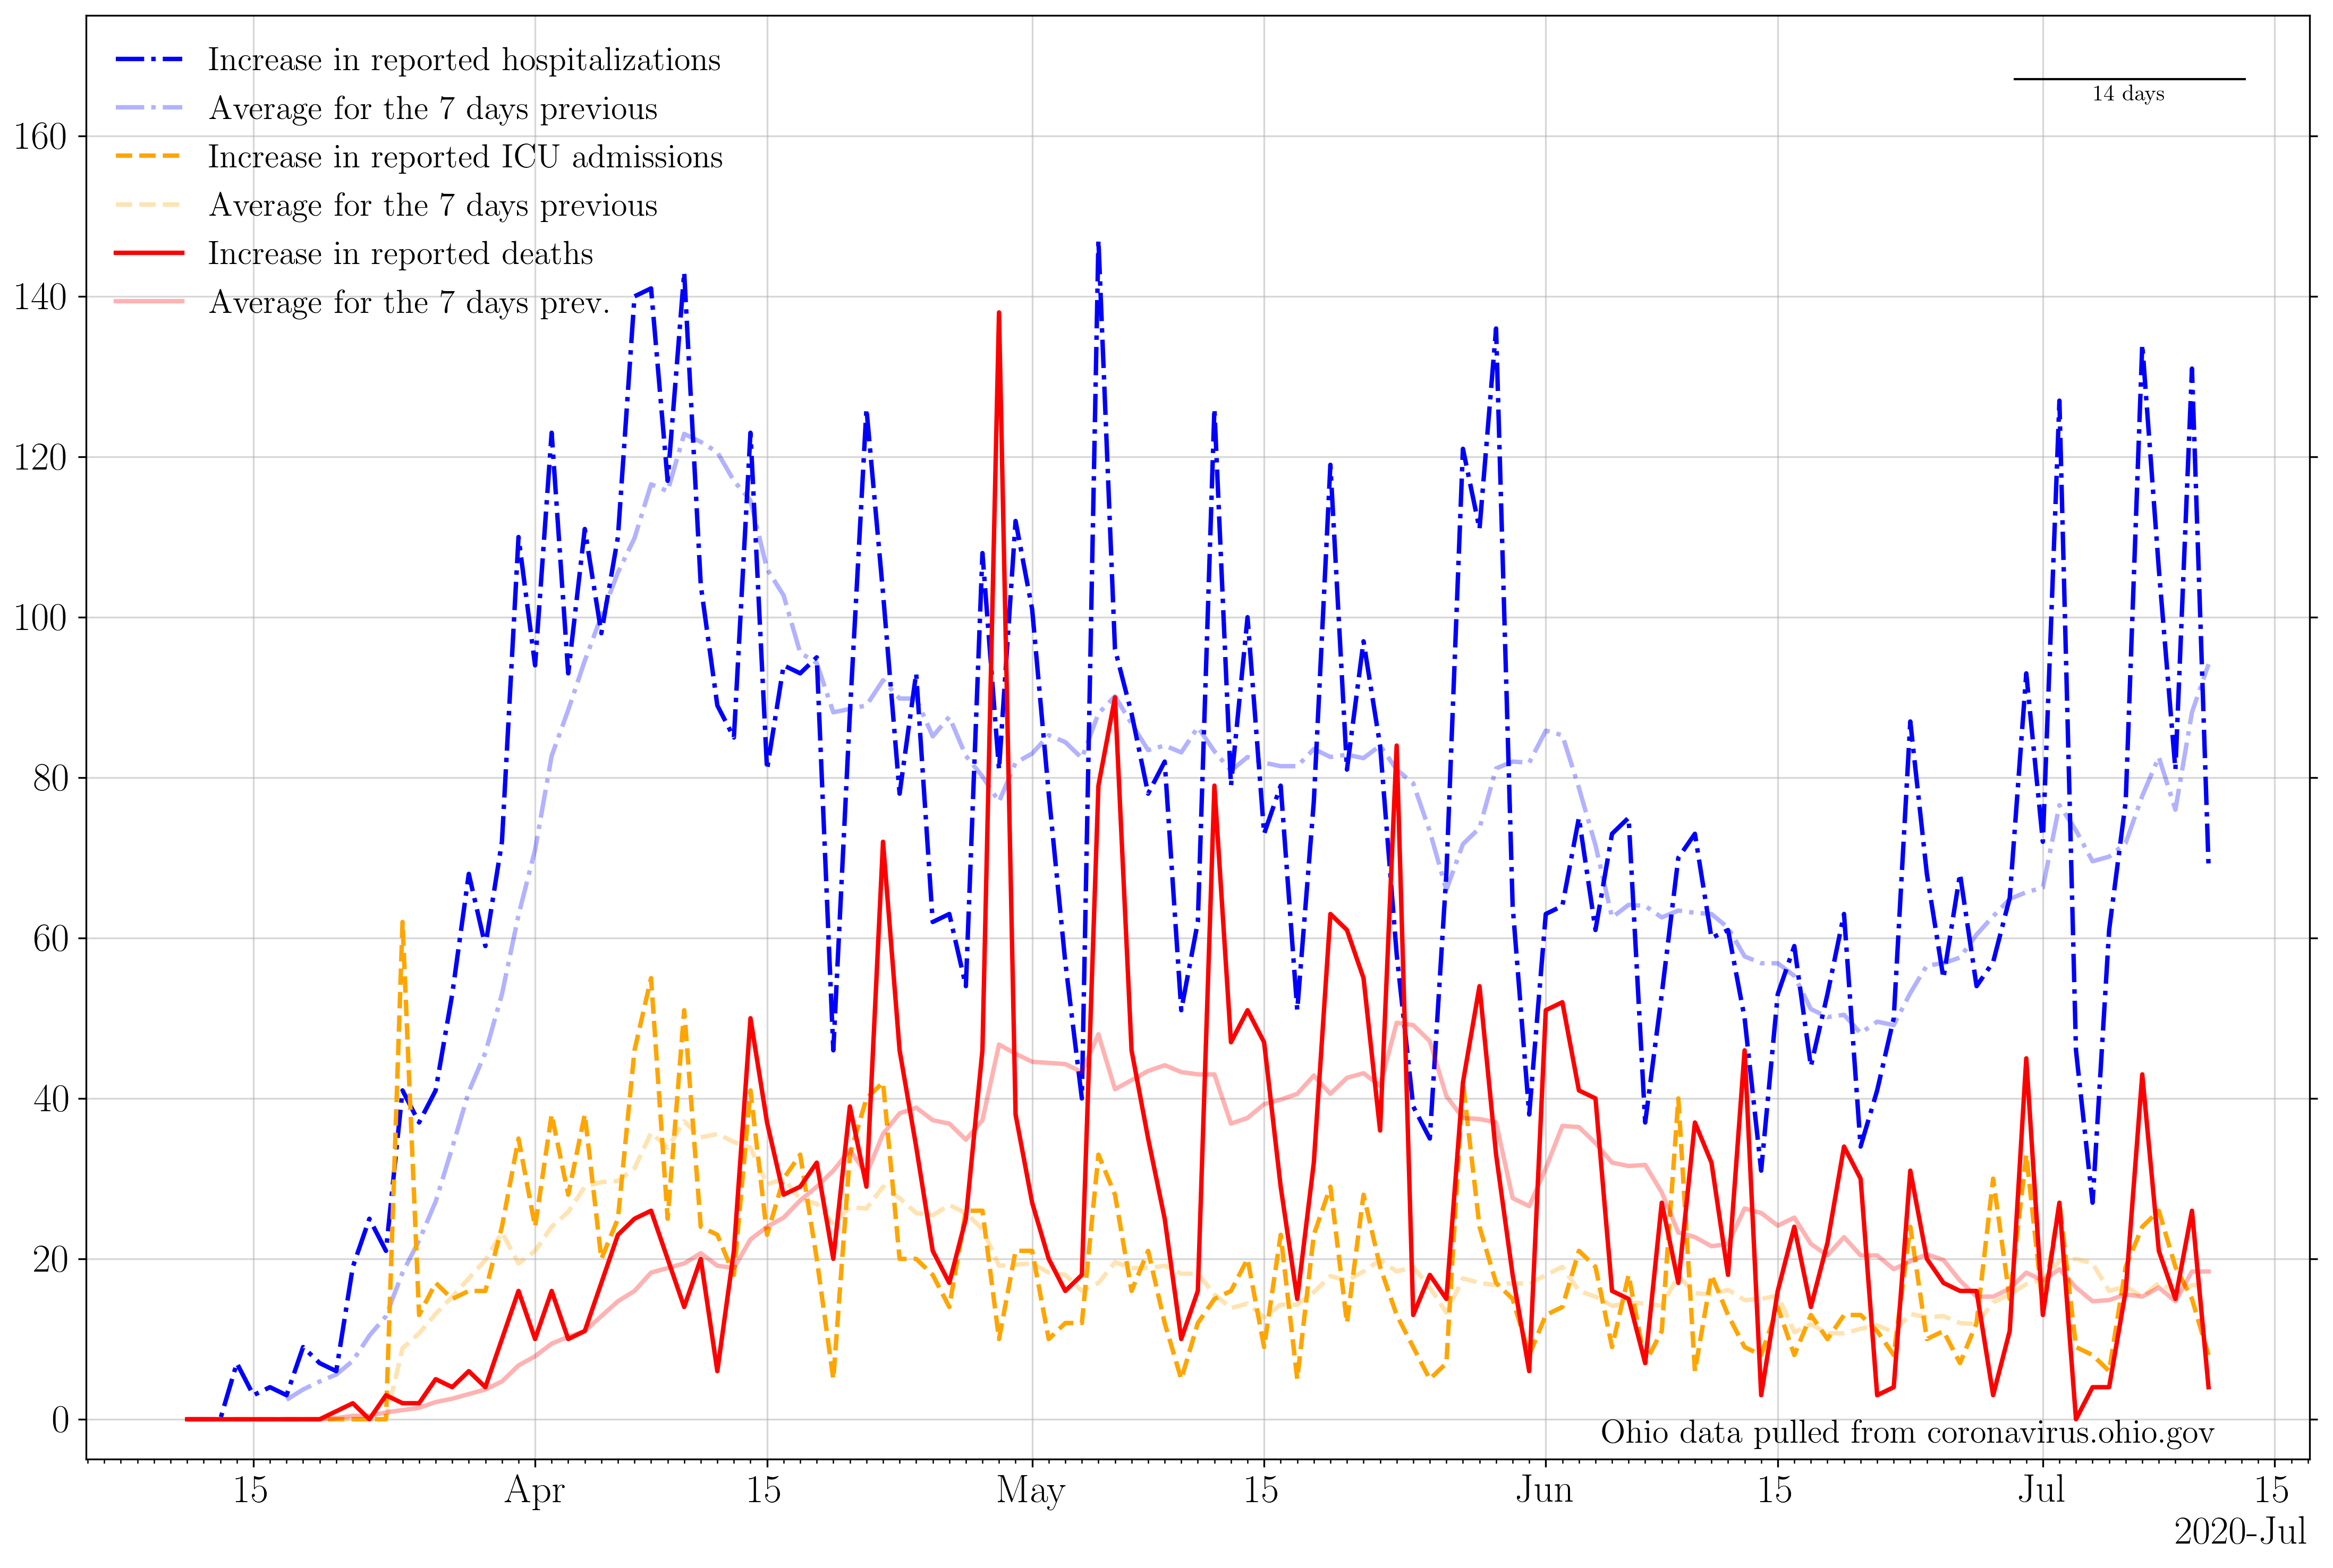 Increase in reported hospitalizations
Average for the 7 days previous
Increase in reported ICU admissions
Average for the 7 days previous
Increase in reported deaths
Average for the 7 days prev.
14 days
160
140
120
100
80
60
40
20
0
Ohio data pulled from coronavirus.ohio.gov
15 Apr 15 May 15 Jun 15 Jul 15
2020-Jul